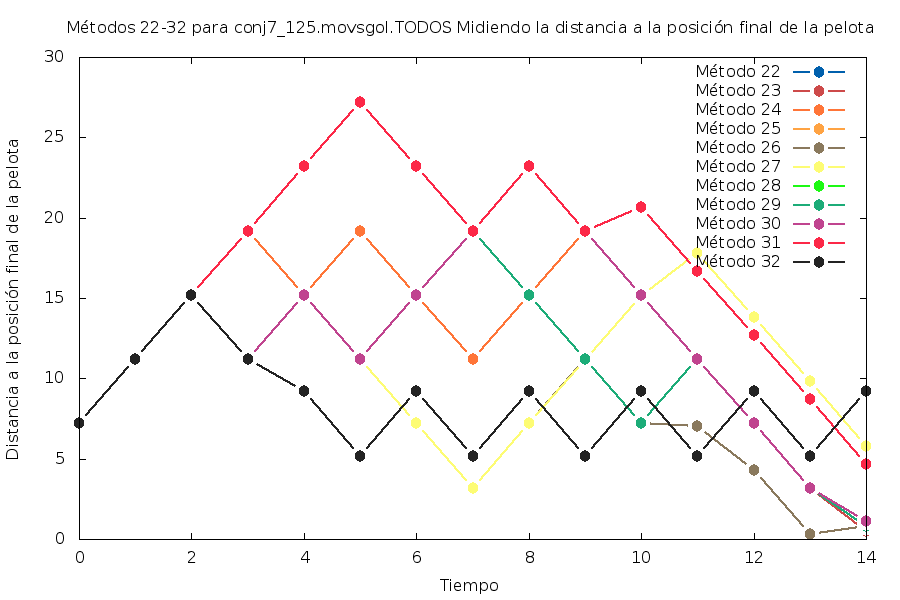 Métodos 22-32 para conj7_125.movsgol.TODOS Midiendo la distancia a la posición final de la pelota
30
25
20
15
10
5
0
Distancia a la posición final de la pelota
Método 22
Método 23
Método 24
Método 25
Método 26
Método 27
Método 28
Método 29
Método 30
Método 31
Método 32
0 2 4 6 8 10 12 14
Tiempo